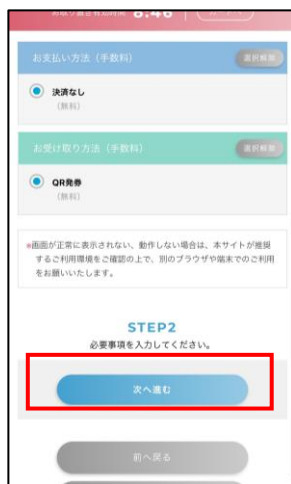 8:46
お支払い方法（手数料）
選択解除
決済なし
（無料）
お受け取り方法（手数料）
選択解除
QR発券
（無料）
※画面が正常に表示されない、動作しない場合は、本サイトが推奨
するご利用環境をご確認の上で、別のブラウザや端末でのご利用
をお願いいたします。
STEP2
必要事項を入力してください。
次へ進む
前へ戻る